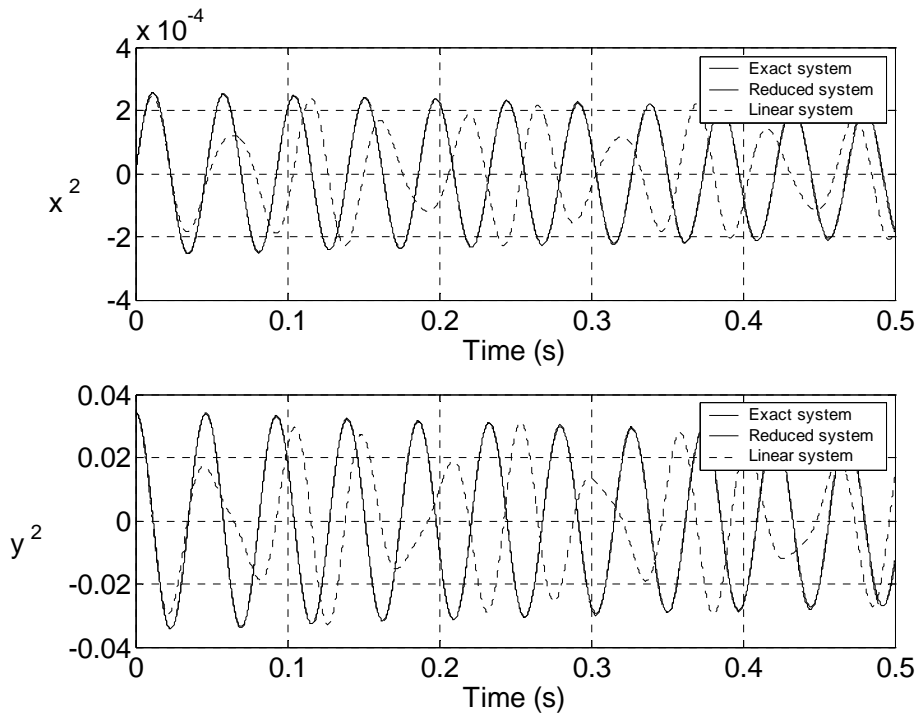 x 10⁻⁴
4
2
0
-2
-4
x ²
0
0.1
0.2
0.3
0.4
0.5
Time (s)
Exact system
Reduced system
Linear system
0.04
0.02
0
-0.02
-0.04
y ²
0
0.1
0.2
0.3
0.4
0.5
Time (s)
Exact system
Reduced system
Linear system